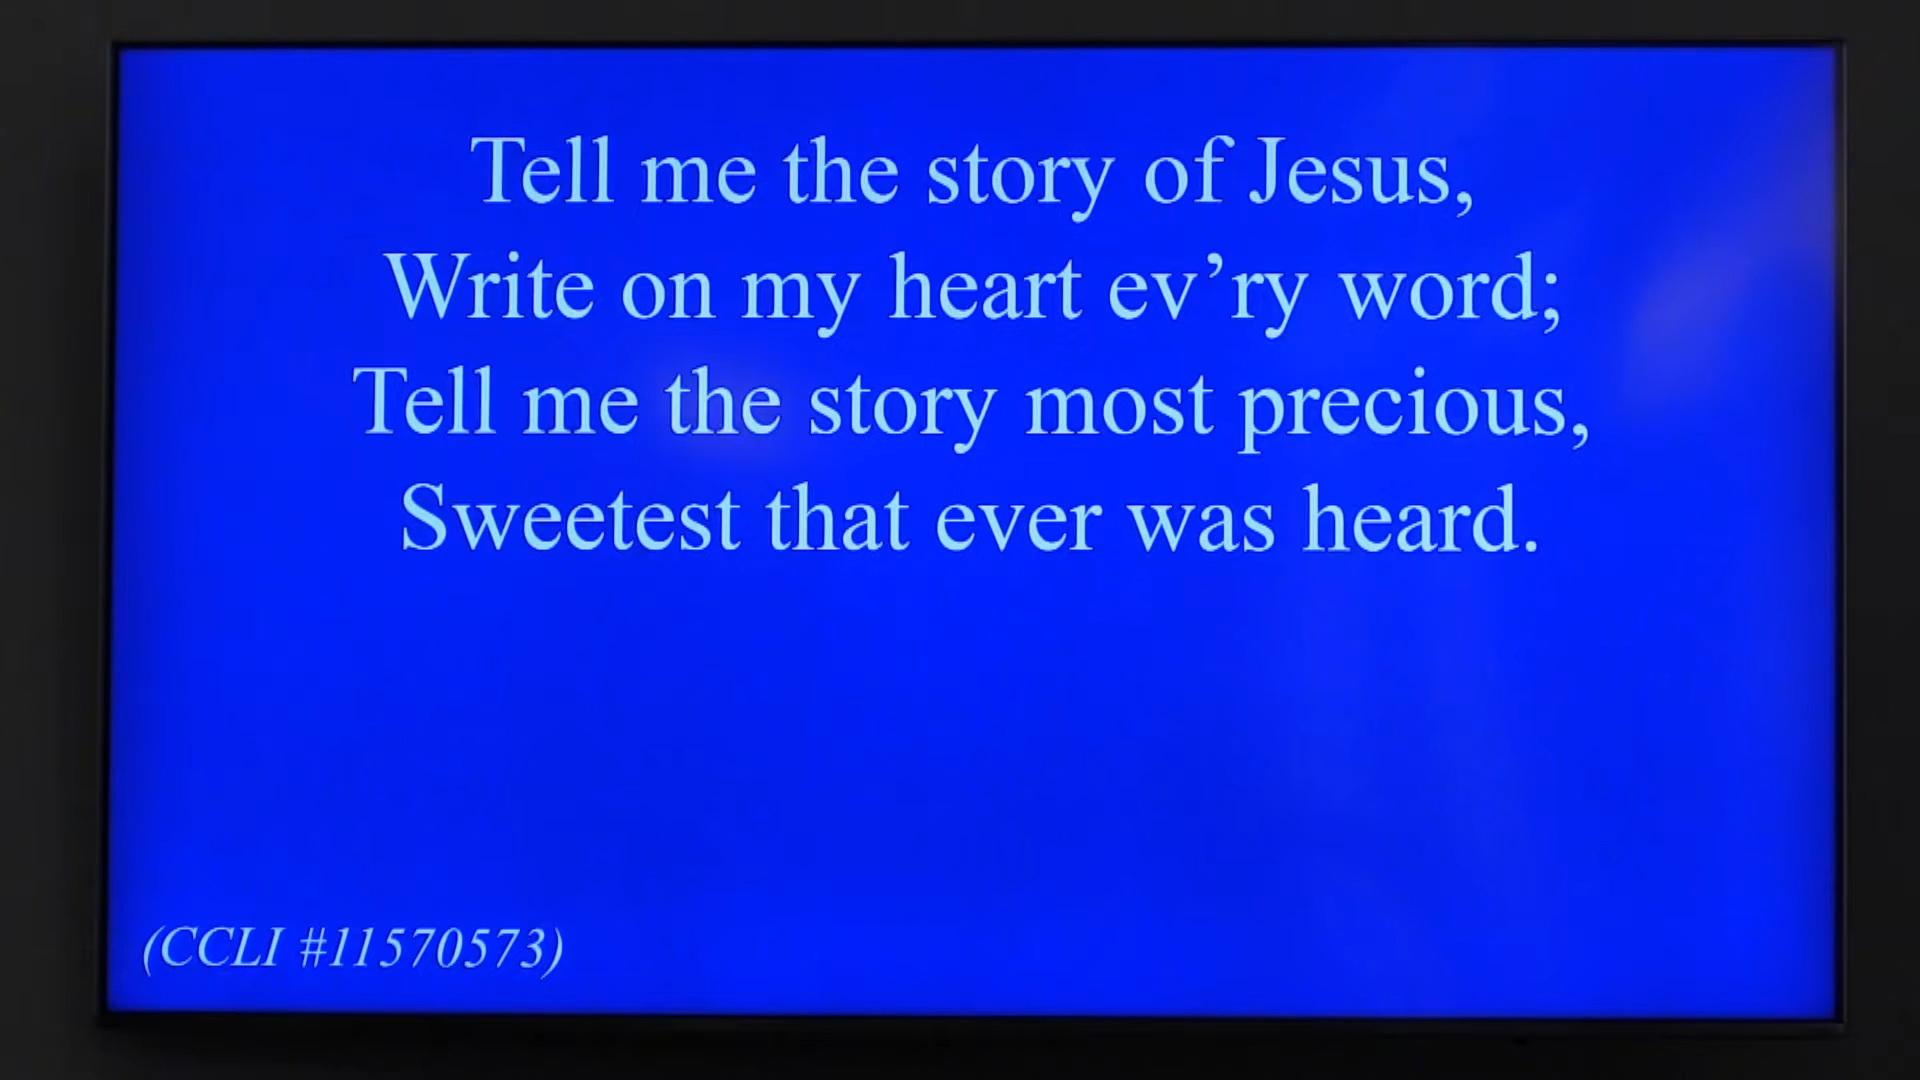 Tell me the story of Jesus,
Write on my heart ev’ry word;
Tell me the story most precious,
Sweetest that ever was heard.
(CCLI #11570573)